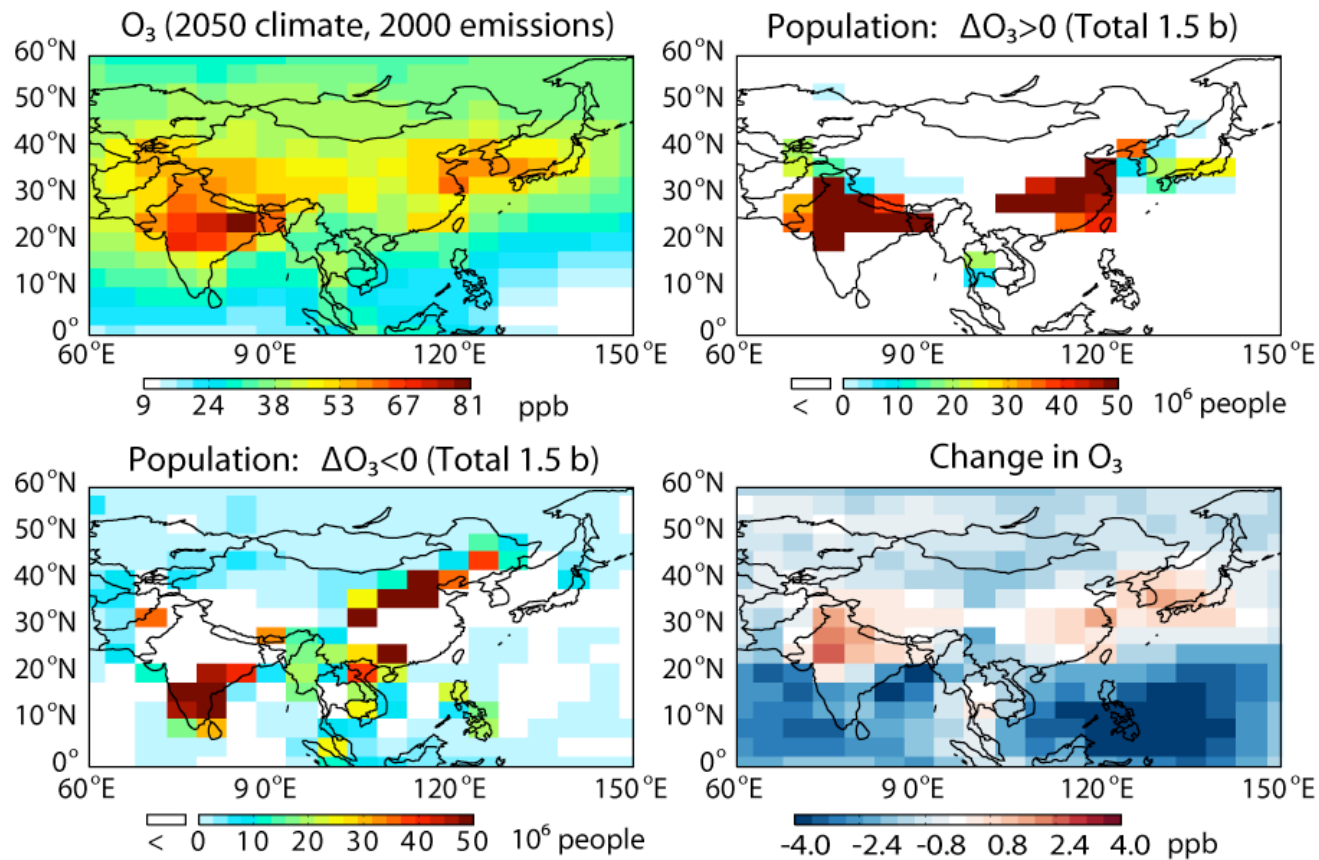 O₃ (2050 climate, 2000 emissions)
60°N
50°N
40°N
30°N
20°N
10°N
0°
60°E 90°E 120°E 150°E
9 24 38 53 67 81 ppb
Population: ΔO₃>0 (Total 1.5 b)
60°N
50°N
40°N
30°N
20°N
10°N
0°
60°E 90°E 120°E 150°E
< 0 10 20 30 40 50 10⁶ people
Population: ΔO₃<0 (Total 1.5 b)
60°N
50°N
40°N
30°N
20°N
10°N
0°
60°E 90°E 120°E 150°E
< 0 10 20 30 40 50 10⁶ people
Change in O₃
60°N
50°N
40°N
30°N
20°N
10°N
0°
60°E 90°E 120°E 150°E
-4.0 -2.4 -0.8 0.8 2.4 4.0 ppb